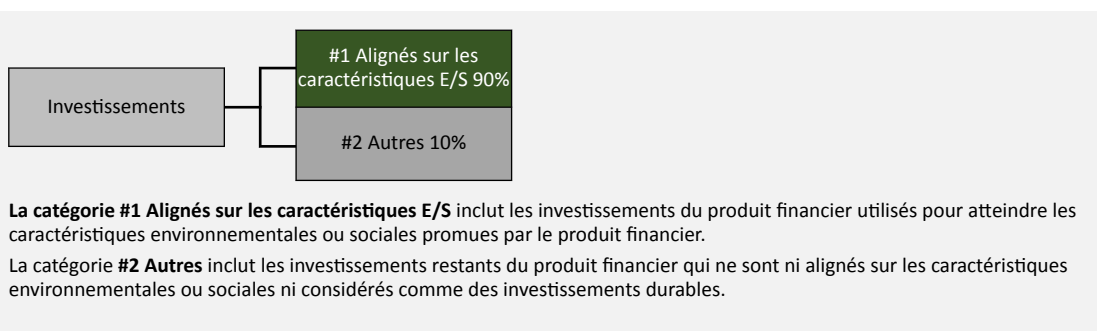 #1 Alignés sur les
caractéristiques E/S 90%
Investissements
#2 Autres 10%
La catégorie #1 Alignés sur les caractéristiques E/S inclut les investissements du produit financier utilisés pour atteindre les
caractéristiques environnementales ou sociales promues par le produit financier.
La catégorie #2 Autres inclut les investissements restants du produit financier qui ne sont ni alignés sur les caractéristiques
environnementales ou sociales ni considérés comme des investissements durables.